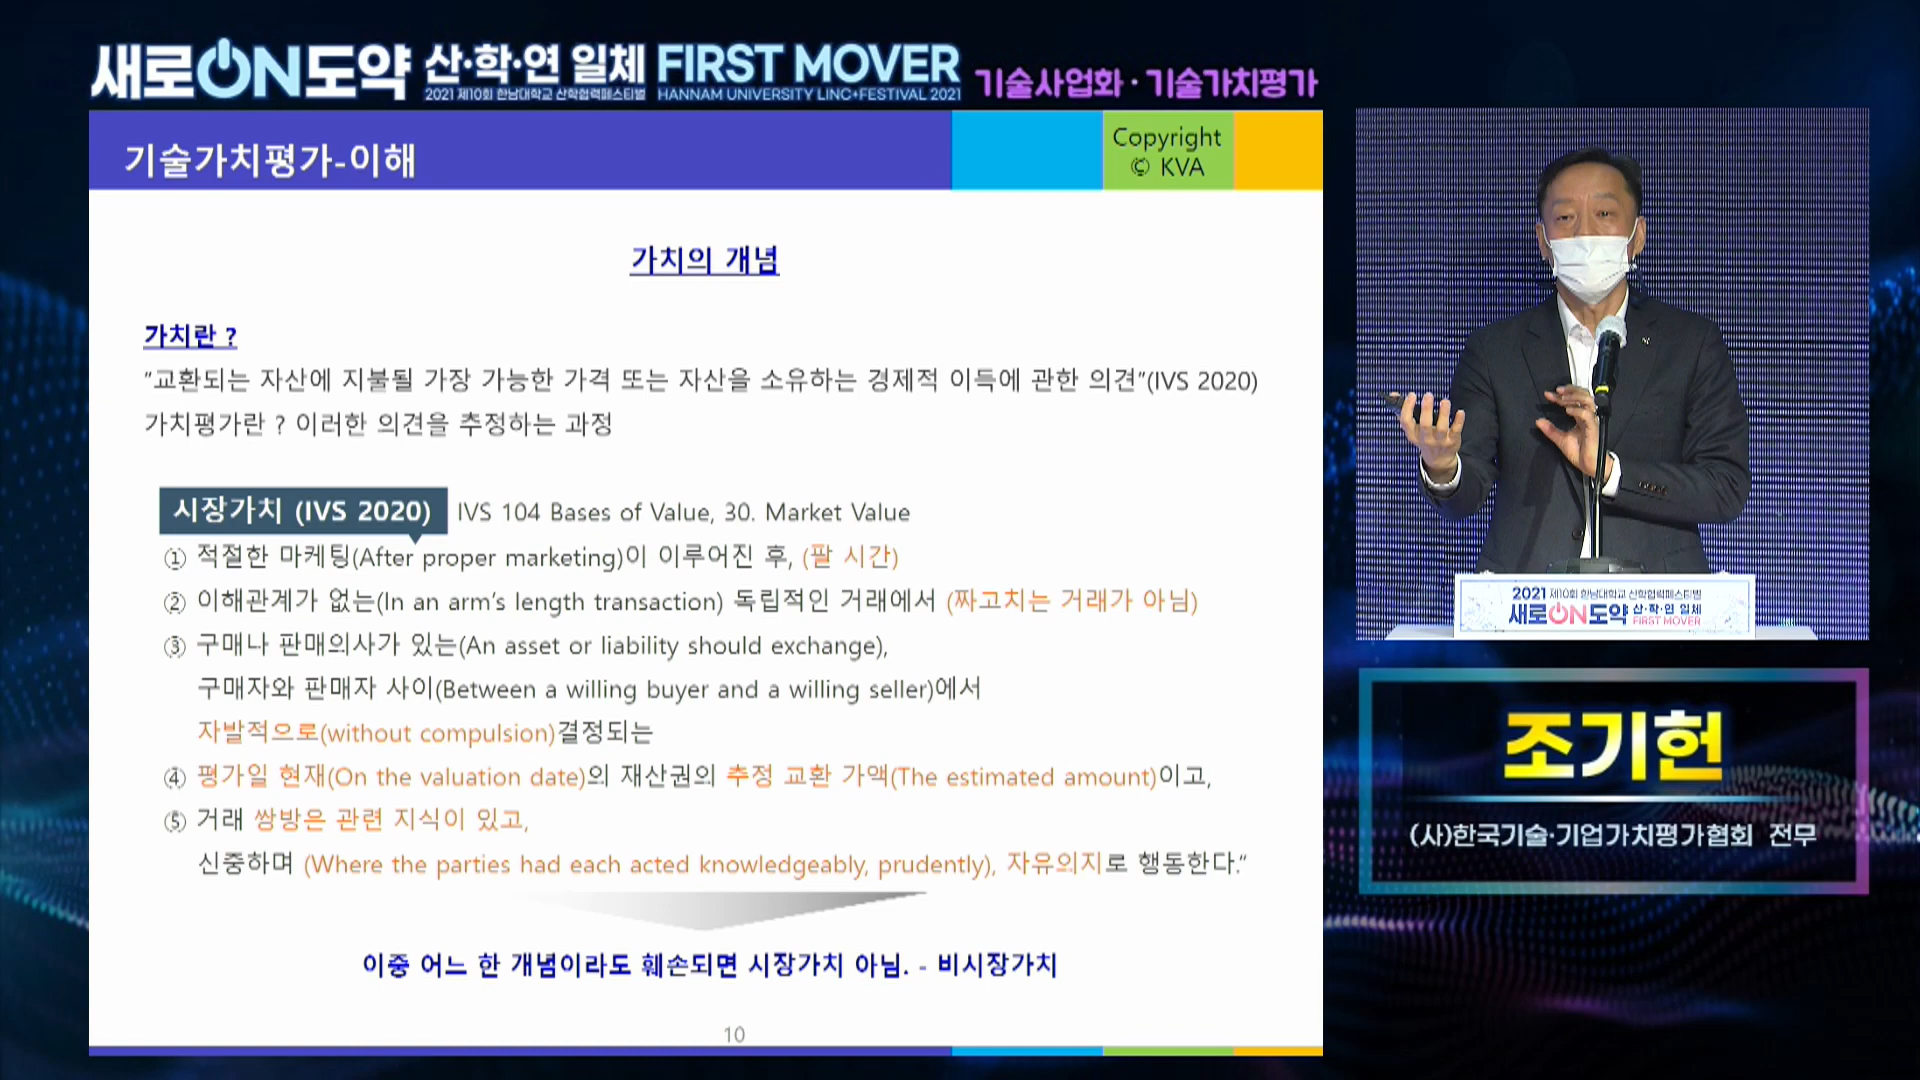 새로ON도약 산·학·연 일체 FIRST MOVER
2021 제10회 한남대학교 산학협력페스티벌 HANNAM UNIVERSITY LINC+FESTIVAL 2021
기술사업화 · 기술가치평가
기술가치평가-이해
Copyright
© KVA
가치의 개념
가치란 ?
"교환되는 자산에 지불될 가장 가능한 가격 또는 자산을 소유하는 경제적 이득에 관한 의견"(IVS 2020)
가치평가란 ? 이러한 의견을 추정하는 과정
시장가치 (IVS 2020) IVS 104 Bases of Value, 30. Market Value
① 적절한 마케팅(After proper marketing)이 이루어진 후, (팔 시간)
② 이해관계가 없는(In an arm's length transaction) 독립적인 거래에서 (짜고치는 거래가 아님)
③ 구매나 판매의사가 있는(An asset or liability should exchange),
구매자와 판매자 사이(Between a willing buyer and a willing seller)에서
자발적으로(without compulsion)결정되는
④ 평가일 현재(On the valuation date)의 재산권의 추정 교환 가액(The estimated amount)이고,
⑤ 거래 쌍방은 관련 지식이 있고,
신중하며 (Where the parties had each acted knowledgeably, prudently), 자유의지로 행동한다."
이중 어느 한 개념이라도 훼손되면 시장가치 아님. - 비시장가치
10
2021 제10회 한남대학교 산학협력페스티벌
새로ON도약 산·학·연 일체
FIRST MOVER
조기헌
(사)한국기술·기업가치평가협회 전무